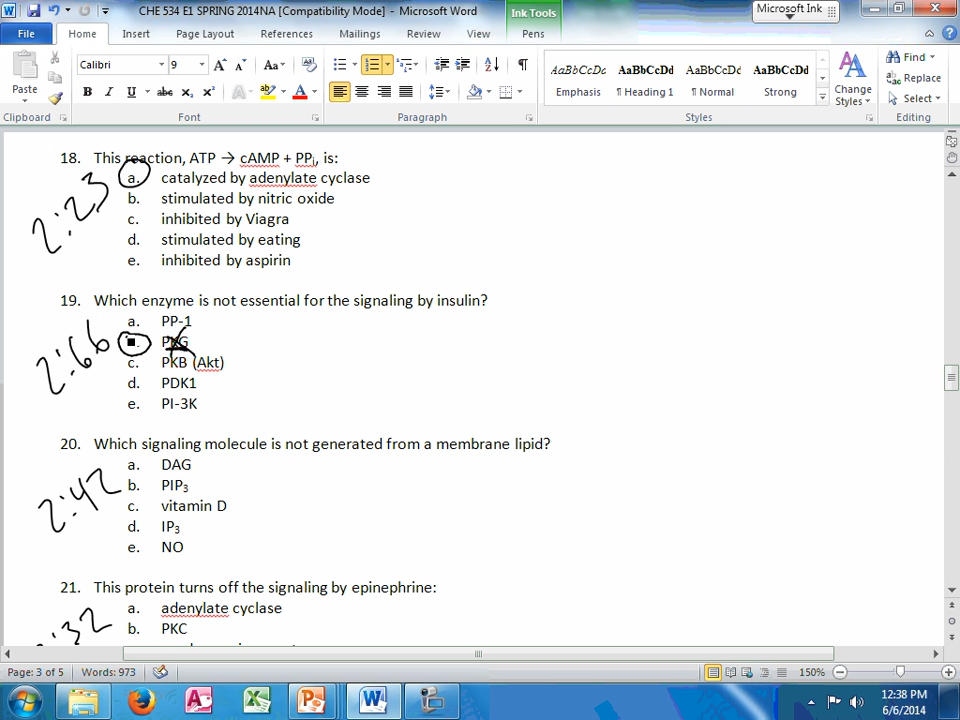 CHE 534 E1 SPRING 2014NA [Compatibility Mode] - Microsoft Word
Ink Tools
Microsoft Ink
File Home Insert Page Layout References Mailings Review View Pens
Paste
Calibri 9
Find
Replace
Select
AaBbCcDd AaBbCcD AaBbCcDd AaBbCcD
Emphasis ¶ Heading 1 ¶ Normal Strong
Change Styles
Clipboard Font Paragraph Styles Editing
18. This reaction, ATP → cAMP + PPi, is:
a. catalyzed by adenylate cyclase
b. stimulated by nitric oxide
c. inhibited by Viagra
d. stimulated by eating
e. inhibited by aspirin
2:23
19. Which enzyme is not essential for the signaling by insulin?
a. PP-1
PKG
c. PKB (Akt)
d. PDK1
e. PI-3K
2:66
20. Which signaling molecule is not generated from a membrane lipid?
a. DAG
b. PIP3
c. vitamin D
d. IP3
e. NO
2:42
21. This protein turns off the signaling by epinephrine:
a. adenylate cyclase
b. PKC
:32
Page: 3 of 5 Words: 973 150%
12:38 PM
6/6/2014